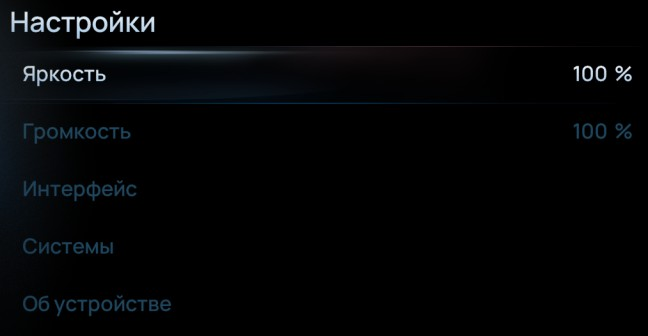 Настройки
Яркость 100 %
Громкость 100 %
Интерфейс
Системы
Об устройстве